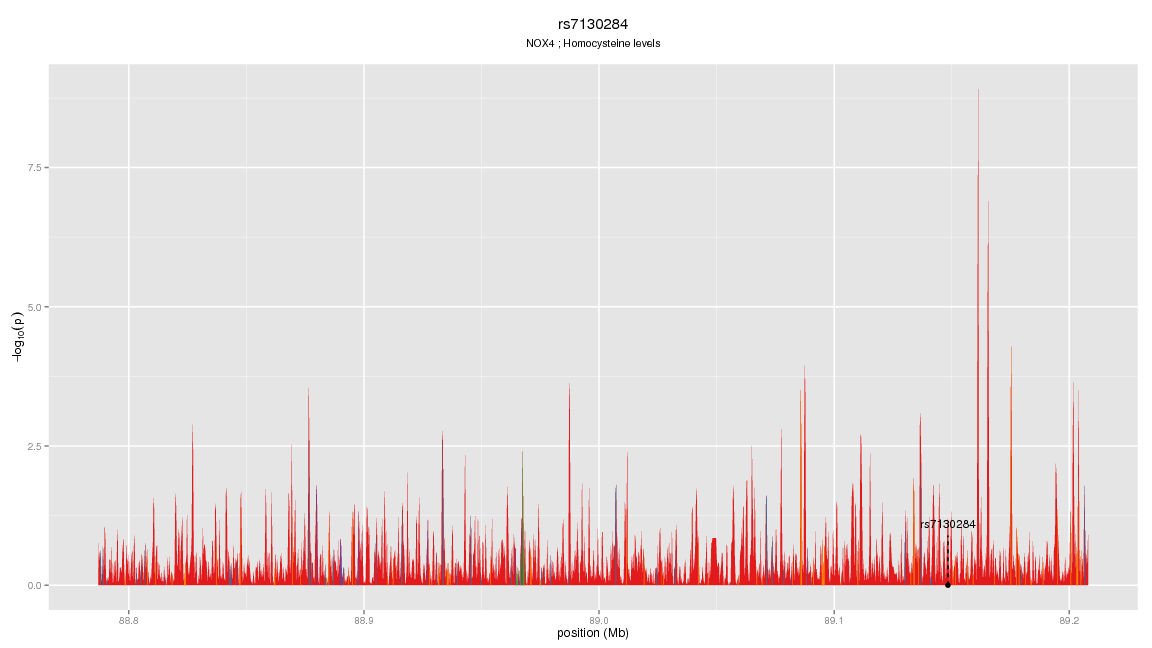 rs7130284
NOX4 ; Homocysteine levels
7.5
5.0
2.5
0.0
−log10(p)
rs7130284
88.8 88.9 89.0 89.1 89.2
position (Mb)